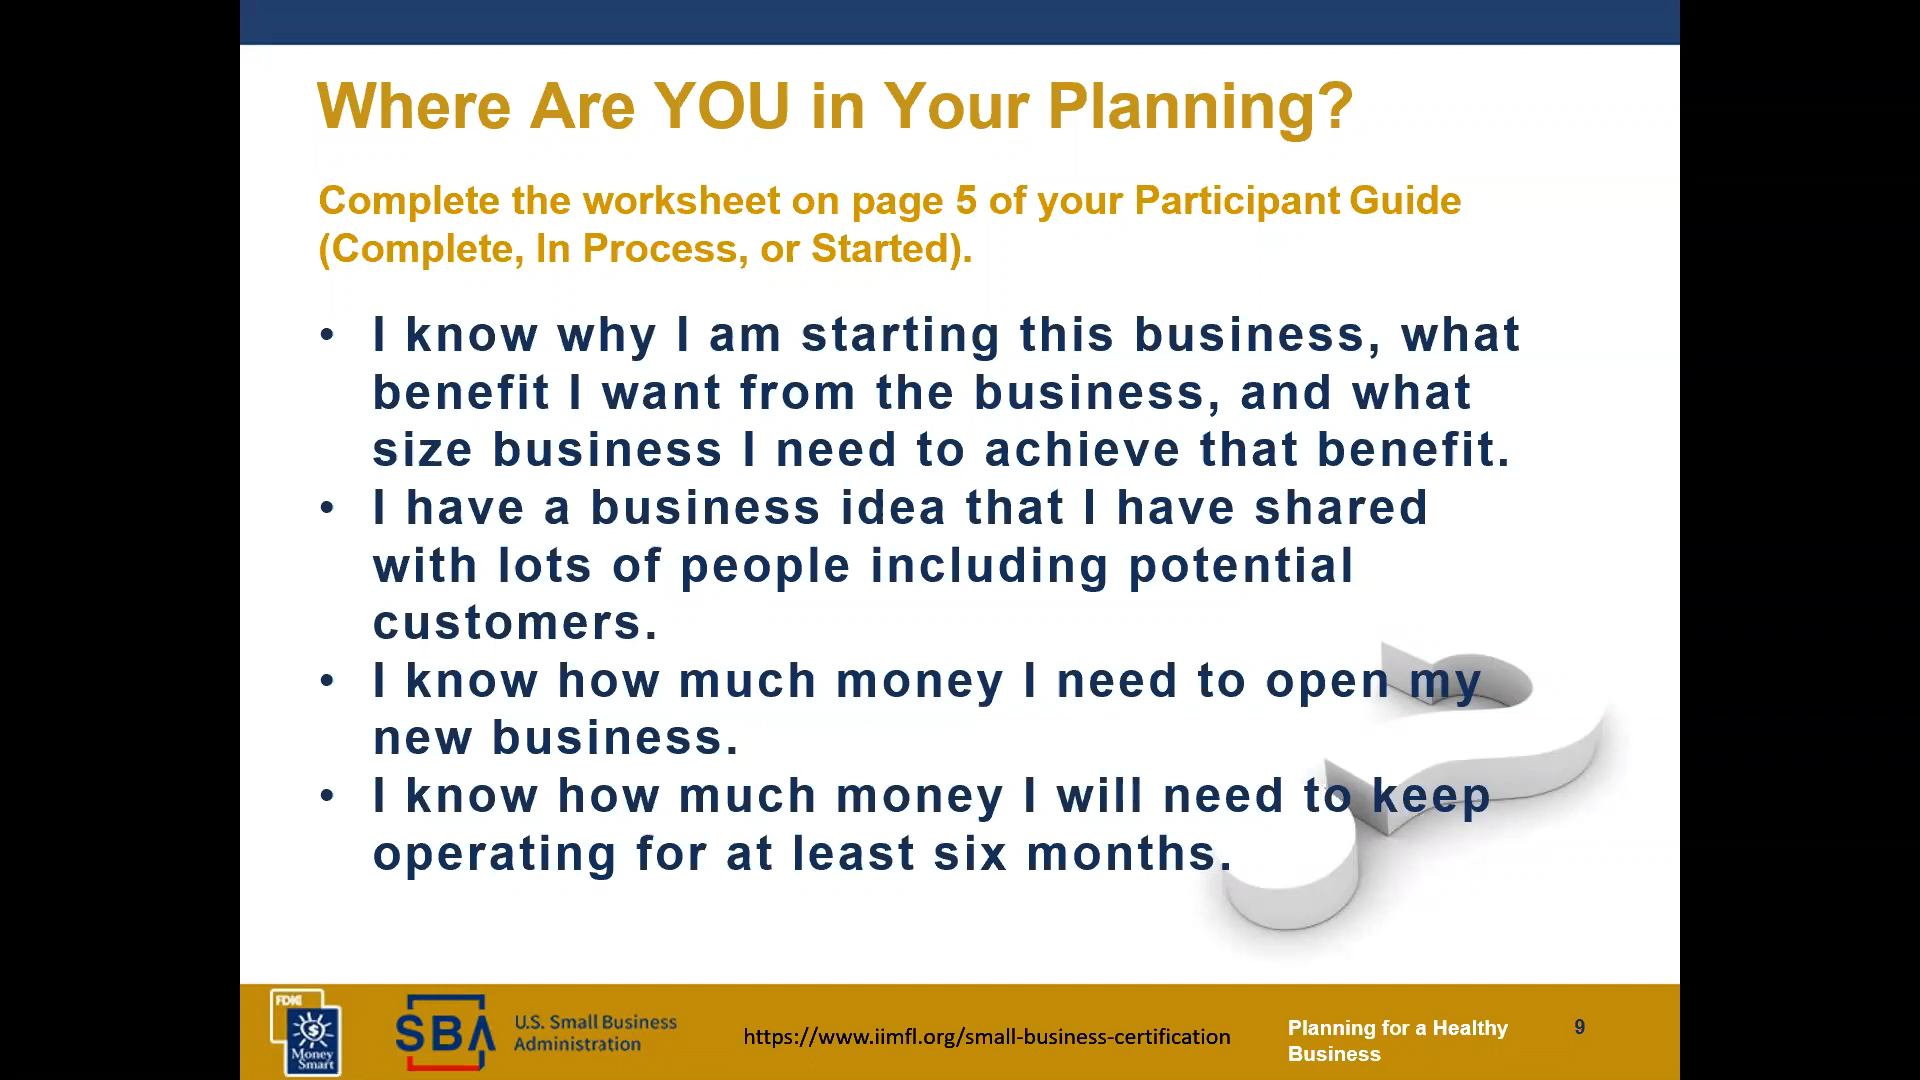 Where Are YOU in Your Planning?
Complete the worksheet on page 5 of your Participant Guide
(Complete, In Process, or Started).
• I know why I am starting this business, what
benefit I want from the business, and what
size business I need to achieve that benefit.
• I have a business idea that I have shared
with lots of people including potential
customers.
• I know how much money I need to open my
new business.
• I know how much money I will need to keep
operating for at least six months.
FDIC
Money
Smart
SBA
U.S. Small Business
Administration
https://www.iimfl.org/small-business-certification
Planning for a Healthy
Business
9